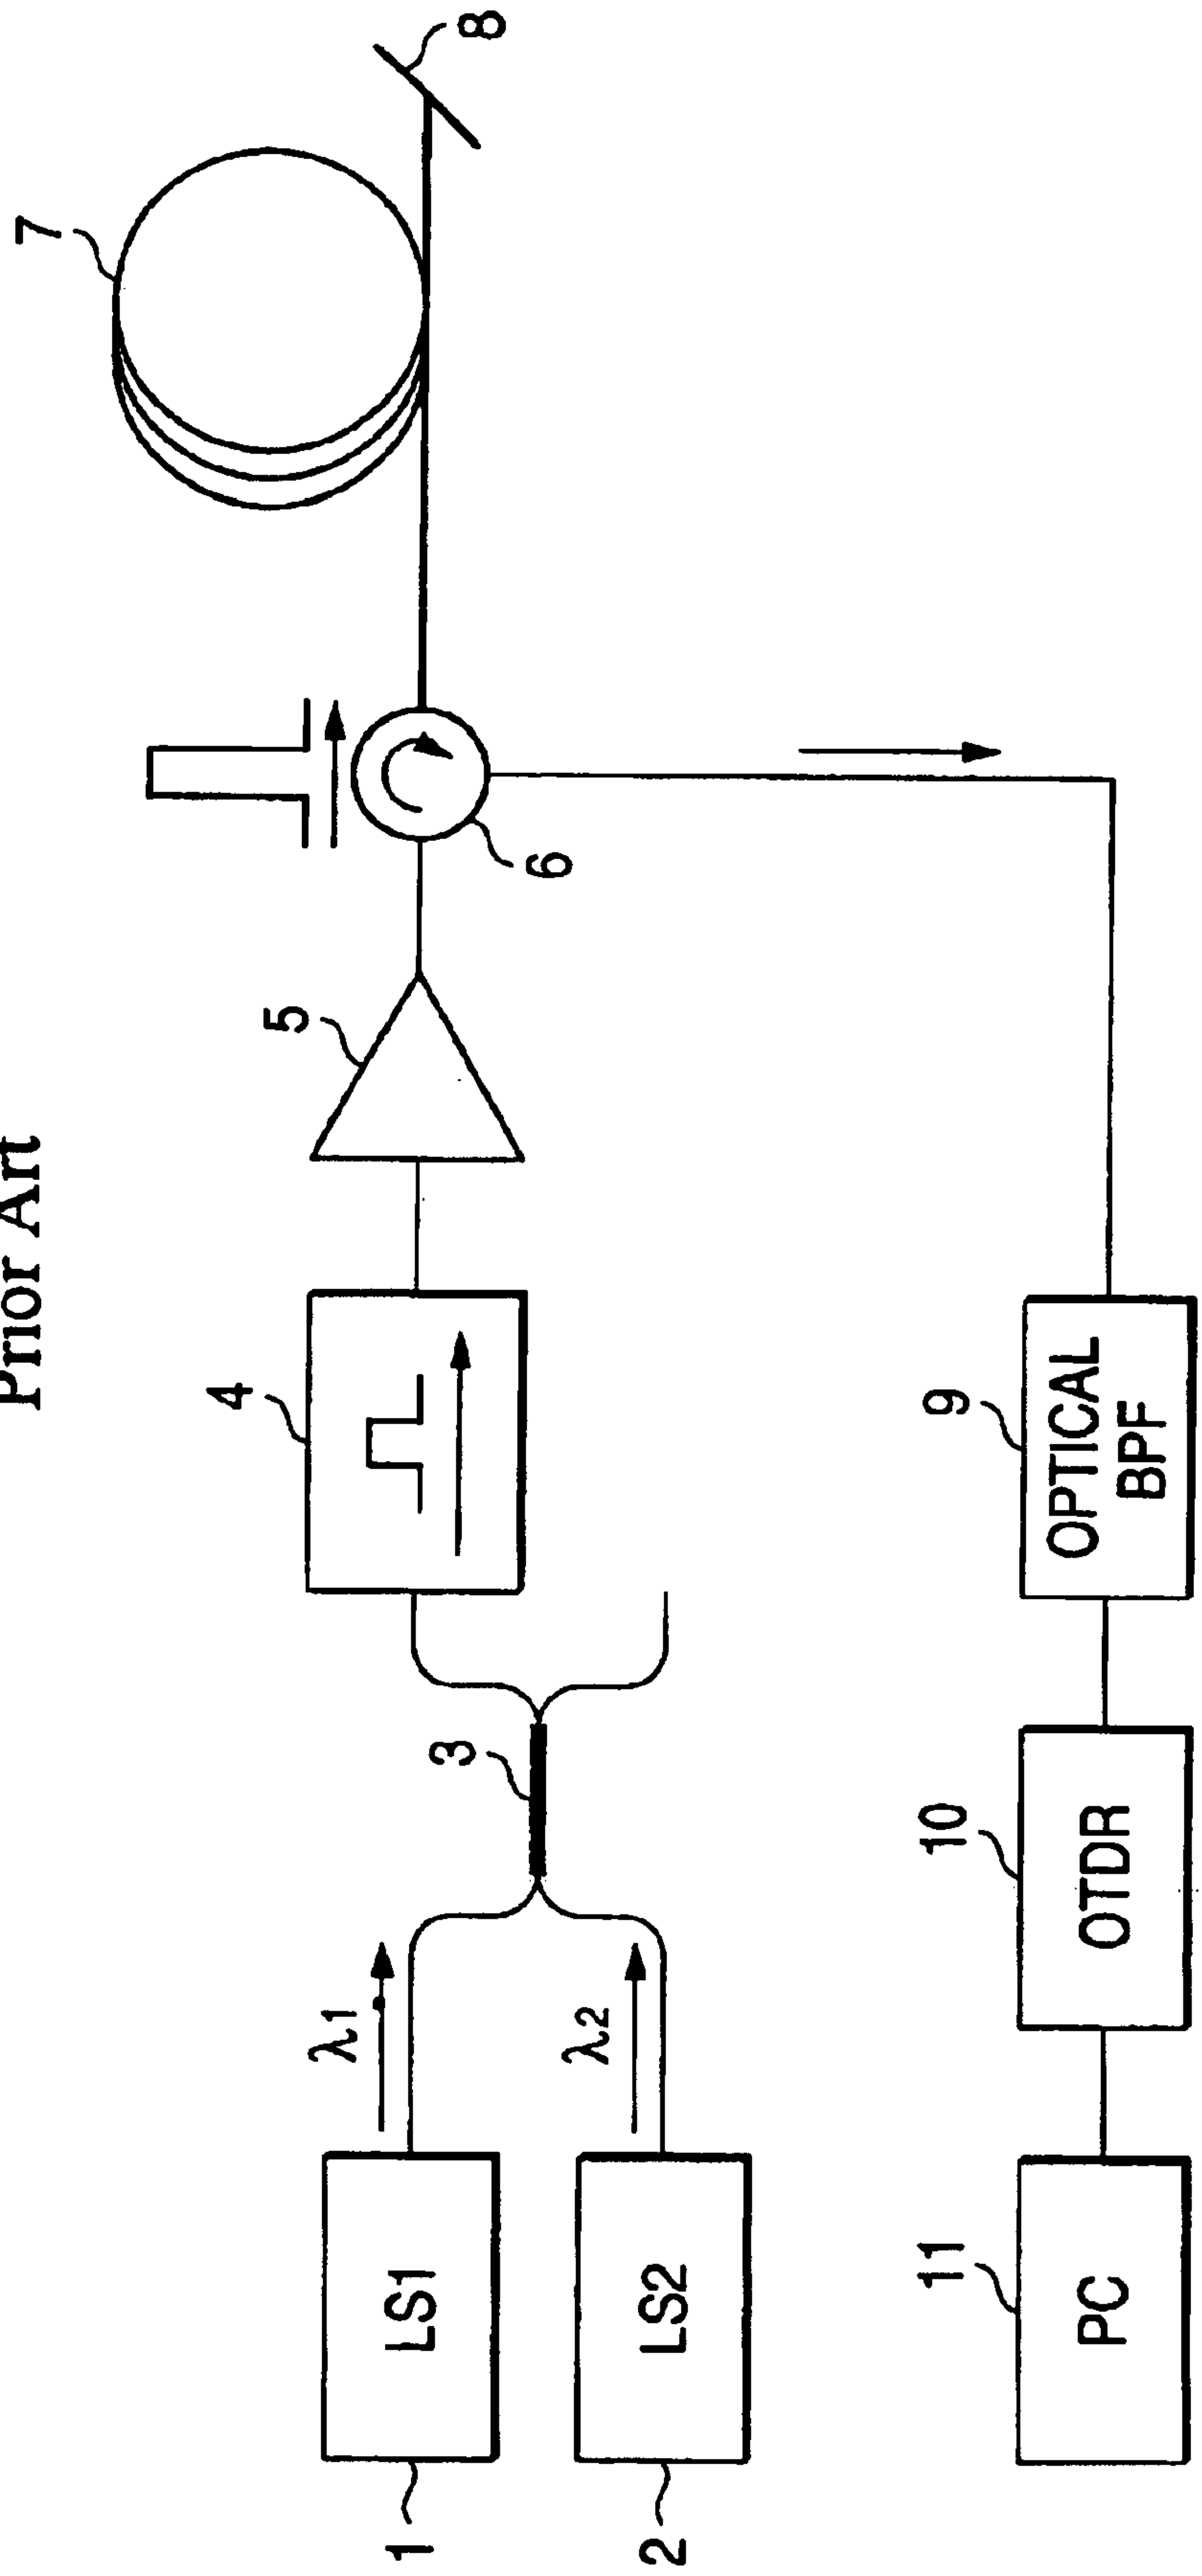 Prior Art
7
8
5
6
4
3
λ1
λ2
LS1
1
LS2
2
9
OPTICAL
BPF
10
OTDR
11
PC